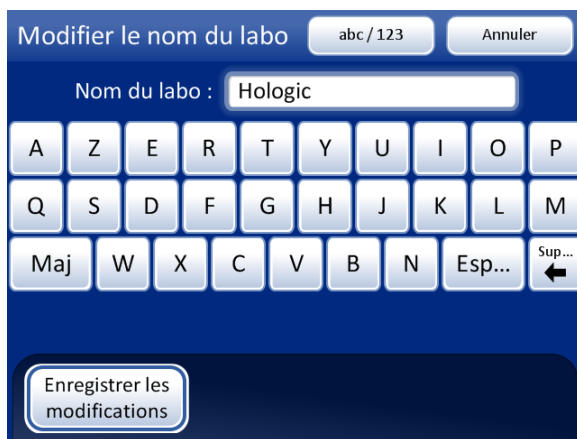 Modifier le nom du labo abc / 123 Annuler
Nom du labo : Hologic
A Z E R T Y U I O P
Q S D F G H J K L M
Maj W X C V B N Esp... Sup...
Enregistrer les
modifications